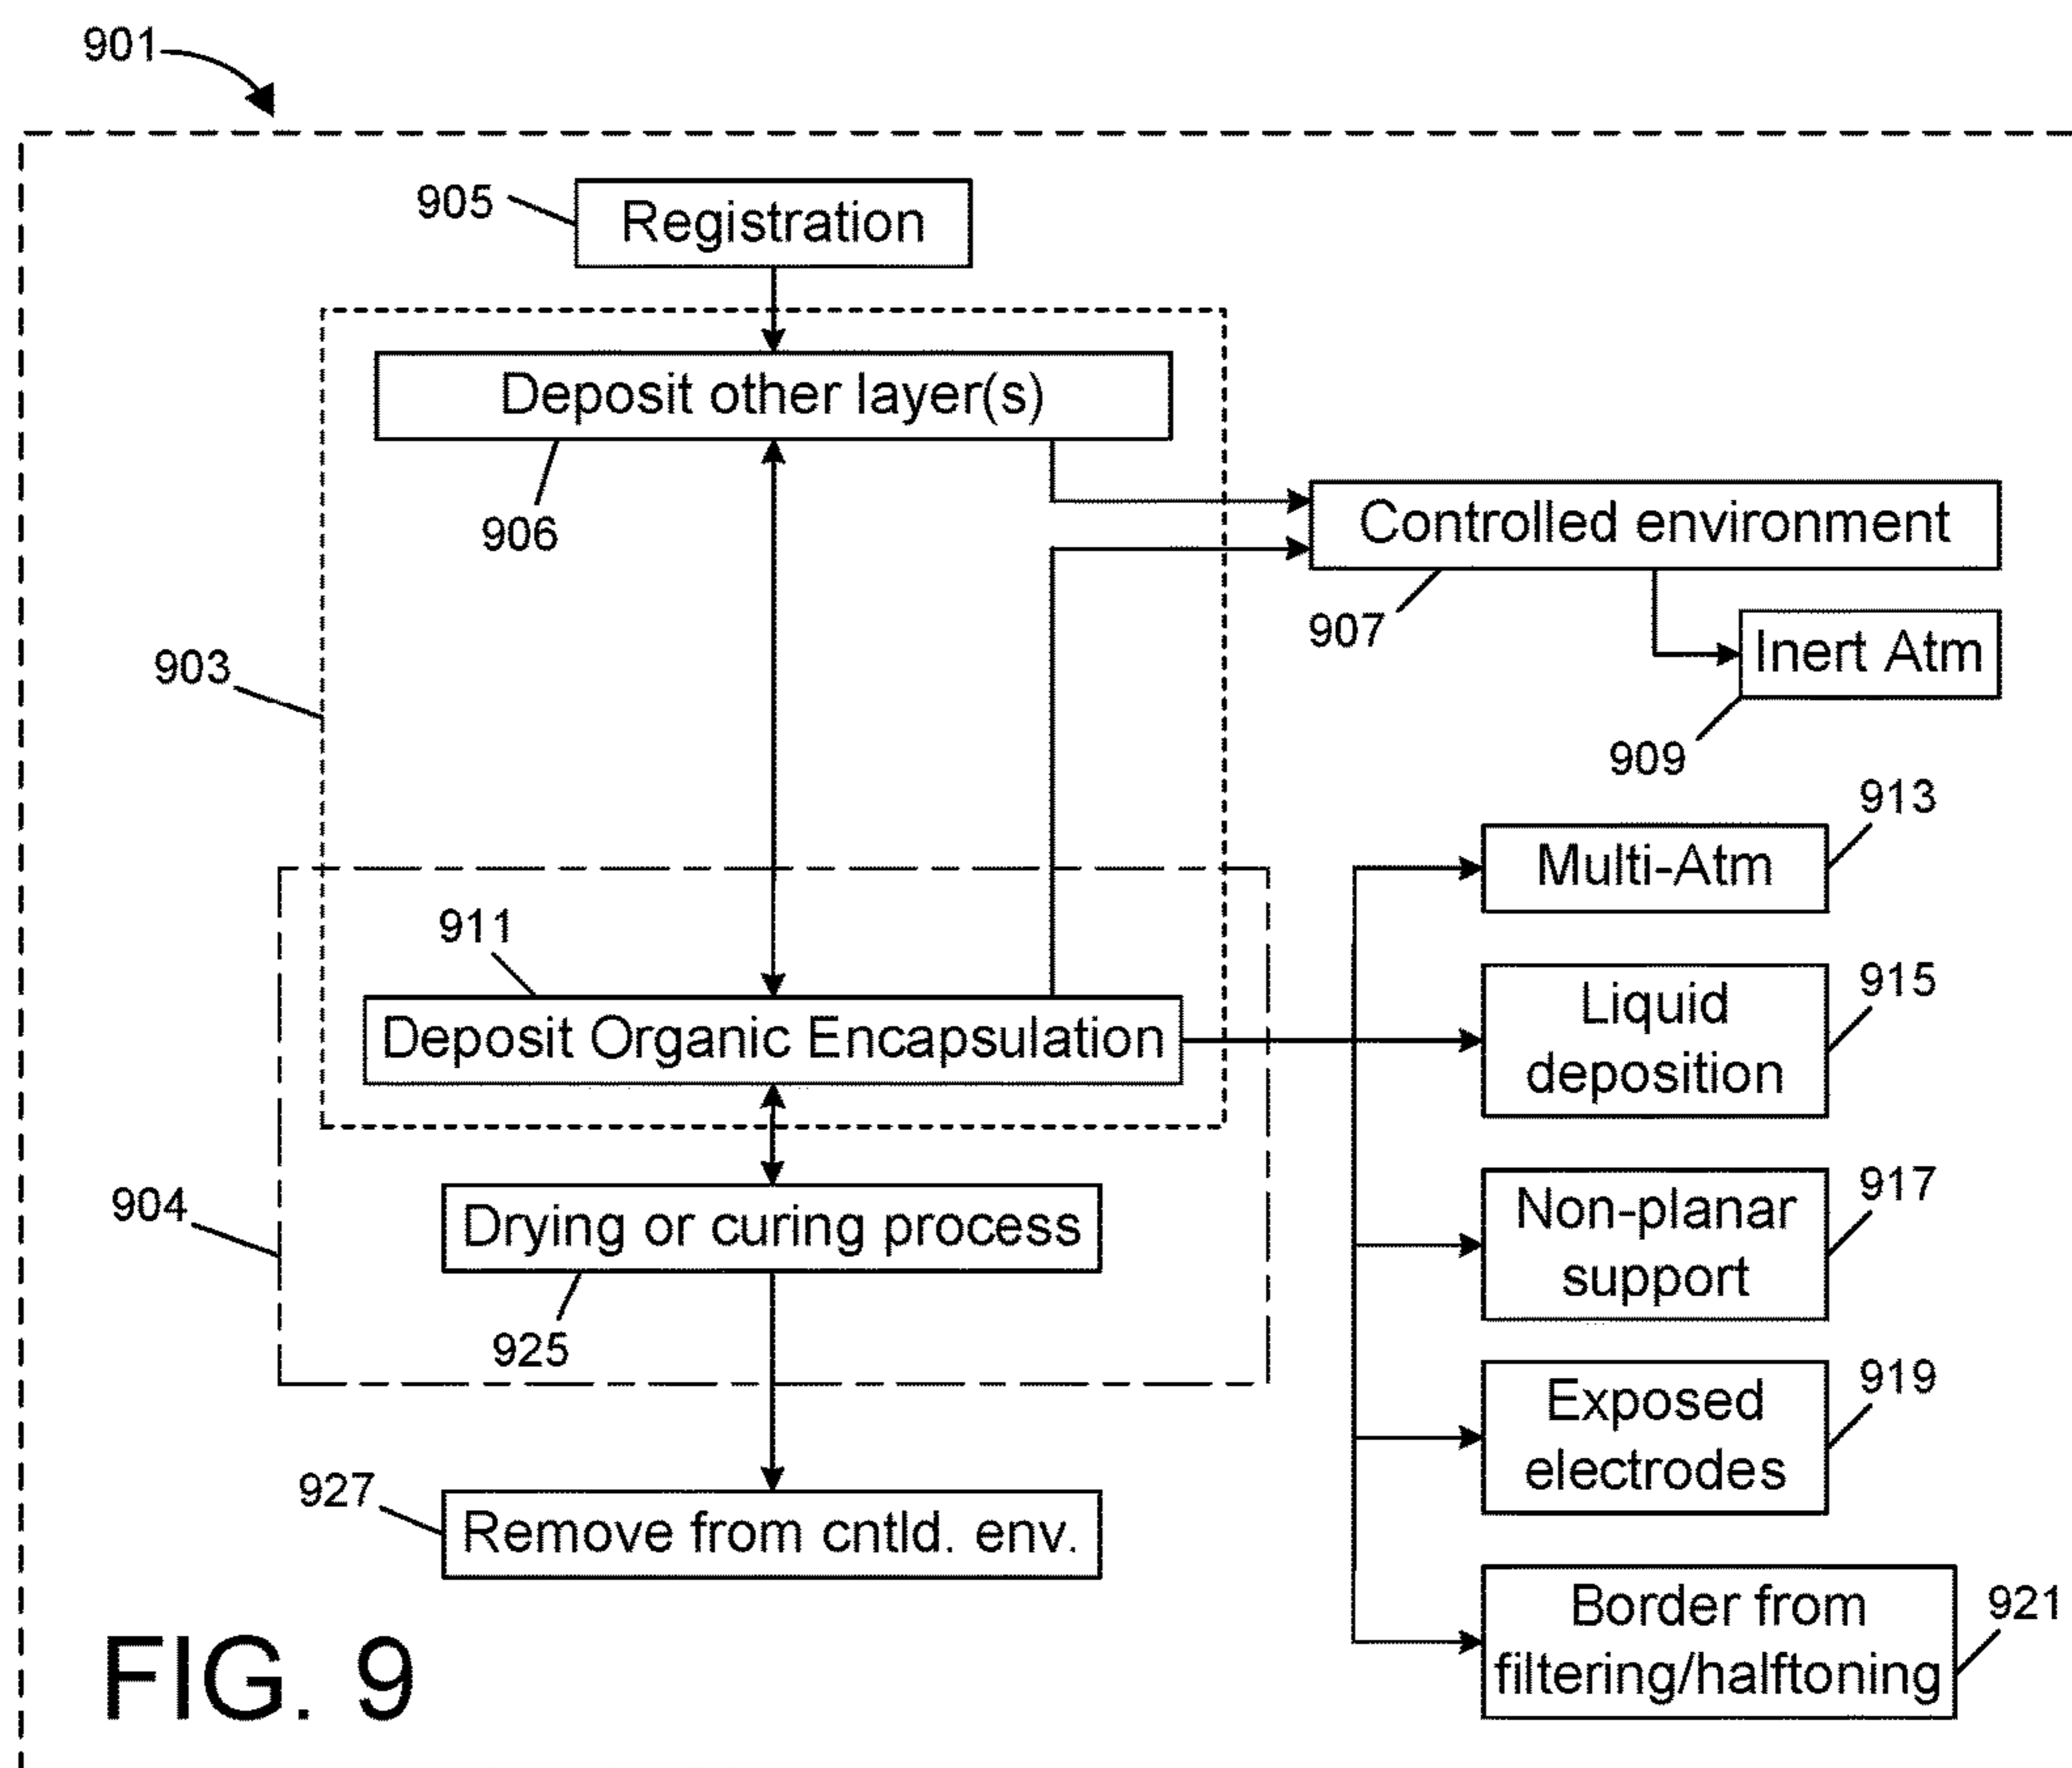 901
905
Registration
Deposit other layer(s)
906
Controlled environment
907
903
Inert Atm
909
913
Multi-Atm
911
915
Liquid
deposition
Deposit Organic Encapsulation
917
Non-planar
support
904
Drying or curing process
925
919
Exposed
electrodes
927
Remove from cntld. env.
921
Border from
filtering/halftoning
FIG. 9